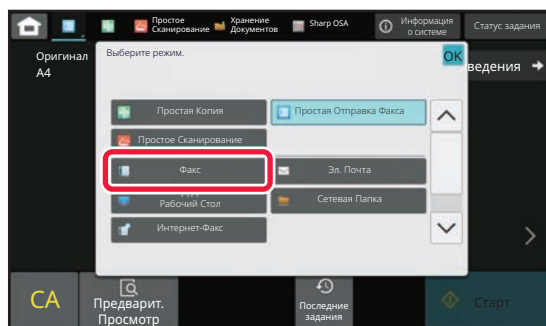 Простое
Сканирование
Хранение
Документов
Sharp OSA
Информация
о системе
Статус задания
Оригинал
A4
Выберите режим.
OK
ведения
Простая Копия
Простая Отправка Факса
Простое Сканирование
Факс
Эл. Почта
Рабочий Стол
Сетевая Папка
Интернет-Факс
CA
Предварит.
Просмотр
Последние
задания
Старт